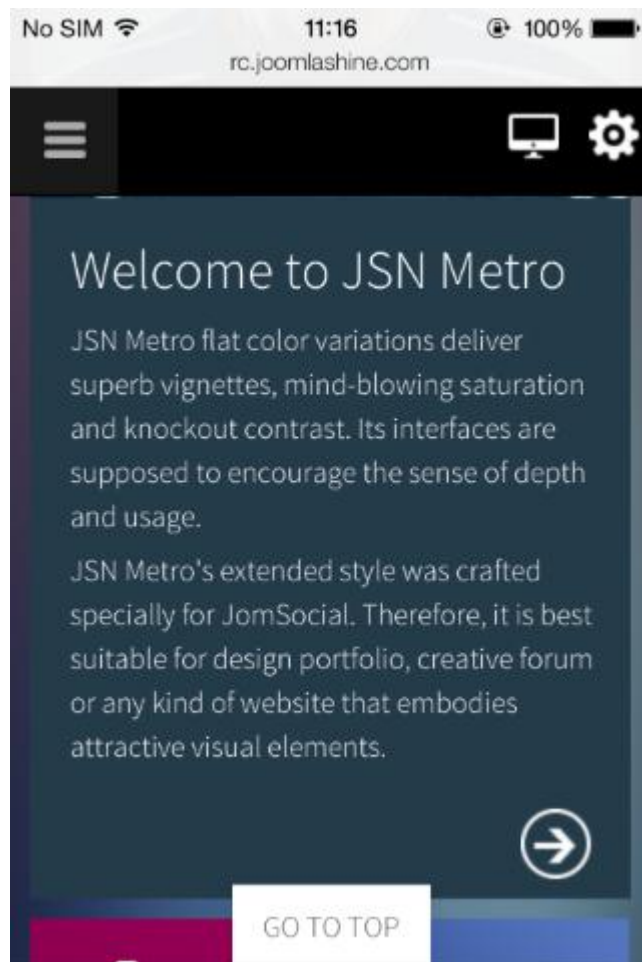 No SIM 11:16 100%
rc.joomlashine.com
Welcome to JSN Metro
JSN Metro flat color variations deliver
superb vignettes, mind-blowing saturation
and knockout contrast. Its interfaces are
supposed to encourage the sense of depth
and usage.
JSN Metro's extended style was crafted
specially for JomSocial. Therefore, it is best
suitable for design portfolio, creative forum
or any kind of website that embodies
attractive visual elements.
GO TO TOP